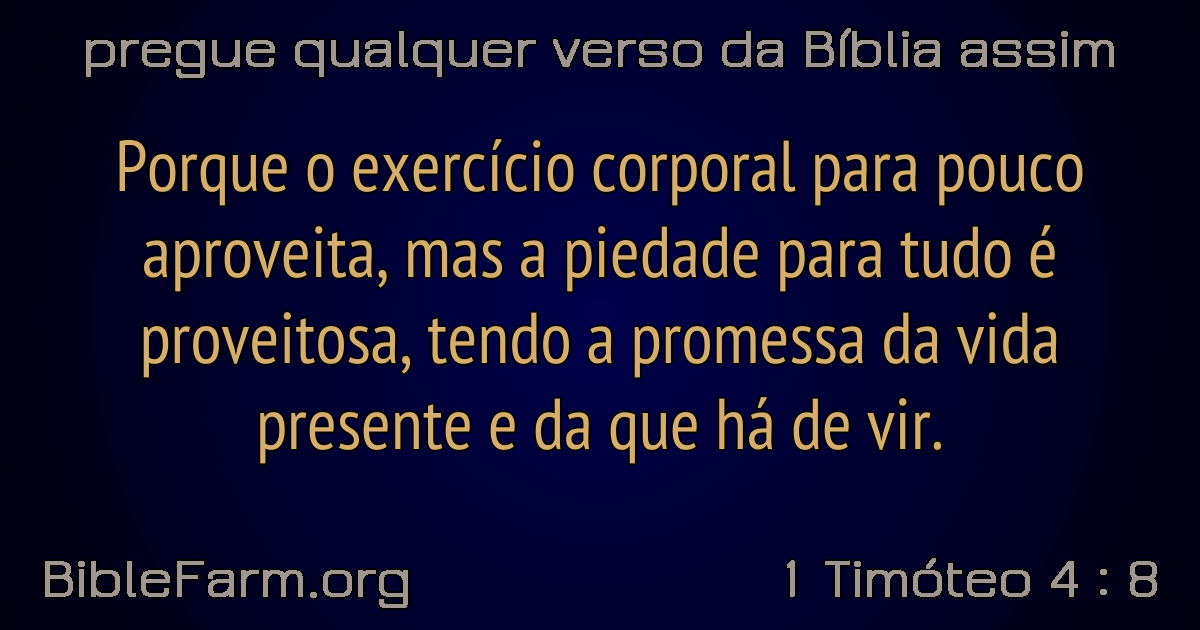 pregue qualquer verso da Bíblia assim
Porque o exercício corporal para pouco
aproveita, mas a piedade para tudo é
proveitosa, tendo a promessa da vida
presente e da que há de vir.
BibleFarm.org
1 Timóteo 4 : 8